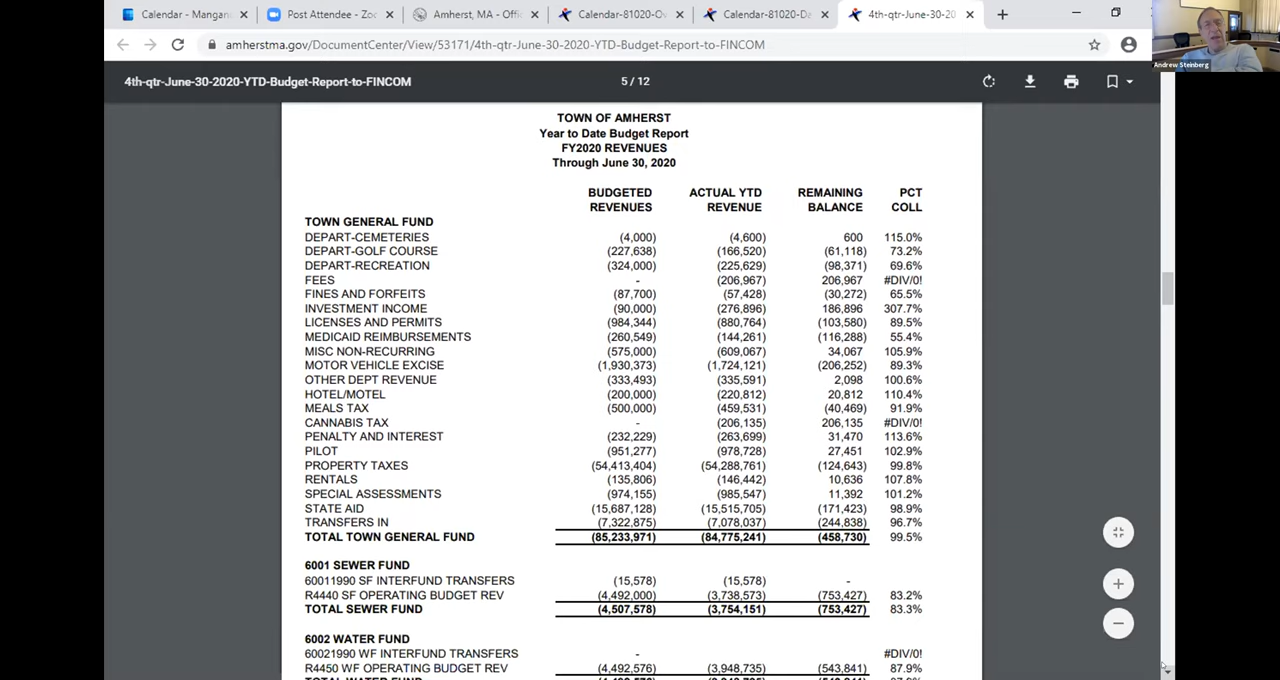 Calendar - Mangan
Post Attendee - Zoo
Amherst, MA - Offi
Calendar-81020-Ov
Calendar-81020-De
4th-qtr-June-30-20
amherstma.gov/DocumentCenter/View/53171/4th-qtr-June-30-2020-YTD-Budget-Report-to-FINCOM
Andrew Steinberg
4th-qtr-June-30-2020-YTD-Budget-Report-to-FINCOM 5 / 12
TOWN OF AMHERST
Year to Date Budget Report
FY2020 REVENUES
Through June 30, 2020
BUDGETED ACTUAL YTD REMAINING PCT
REVENUES REVENUE BALANCE COLL
TOWN GENERAL FUND
DEPART-CEMETERIES (4,000) (4,600) 600 115.0%
DEPART-GOLF COURSE (227,638) (166,520) (61,118) 73.2%
DEPART-RECREATION (324,000) (225,629) (98,371) 69.6%
FEES - (206,967) 206,967 #DIV/0!
FINES AND FORFEITS (87,700) (57,428) (30,272) 65.5%
INVESTMENT INCOME (90,000) (276,896) 186,896 307.7%
LICENSES AND PERMITS (984,344) (880,764) (103,580) 89.5%
MEDICAID REIMBURSEMENTS (260,549) (144,261) (116,288) 55.4%
MISC NON-RECURRING (575,000) (609,067) 34,067 105.9%
MOTOR VEHICLE EXCISE (1,930,373) (1,724,121) (206,252) 89.3%
OTHER DEPT REVENUE (333,493) (335,591) 2,098 100.6%
HOTEL/MOTEL (200,000) (220,812) 20,812 110.4%
MEALS TAX (500,000) (459,531) (40,469) 91.9%
CANNABIS TAX - (206,135) 206,135 #DIV/0!
PENALTY AND INTEREST (232,229) (263,699) 31,470 113.6%
PILOT (951,277) (978,728) 27,451 102.9%
PROPERTY TAXES (54,413,404) (54,288,761) (124,643) 99.8%
RENTALS (135,806) (146,442) 10,636 107.8%
SPECIAL ASSESSMENTS (974,155) (985,547) 11,392 101.2%
STATE AID (15,687,128) (15,515,705) (171,423) 98.9%
TRANSFERS IN (7,322,875) (7,078,037) (244,838) 96.7%
TOTAL TOWN GENERAL FUND (85,233,971) (84,775,241) (458,730) 99.5%
6001 SEWER FUND
60011990 SF INTERFUND TRANSFERS (15,578) (15,578) -
R4440 SF OPERATING BUDGET REV (4,492,000) (3,738,573) (753,427) 83.2%
TOTAL SEWER FUND (4,507,578) (3,754,151) (753,427) 83.3%
6002 WATER FUND
60021990 WF INTERFUND TRANSFERS - #DIV/0!
R4450 WF OPERATING BUDGET REV (4,492,576) (3,948,735) (543,841) 87.9%
TOTAL WATER FUND